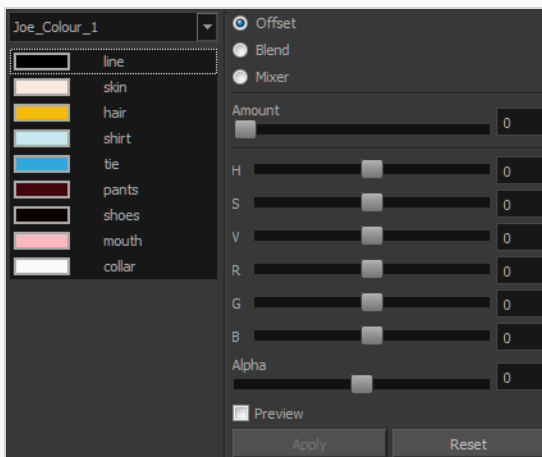 Joe_Colour_1
line
skin
hair
shirt
tie
pants
shoes
mouth
collar
Offset
Blend
Mixer
Amount
0
H 0
S 0
V 0
R 0
G 0
B 0
Alpha
0
Preview
Apply Reset